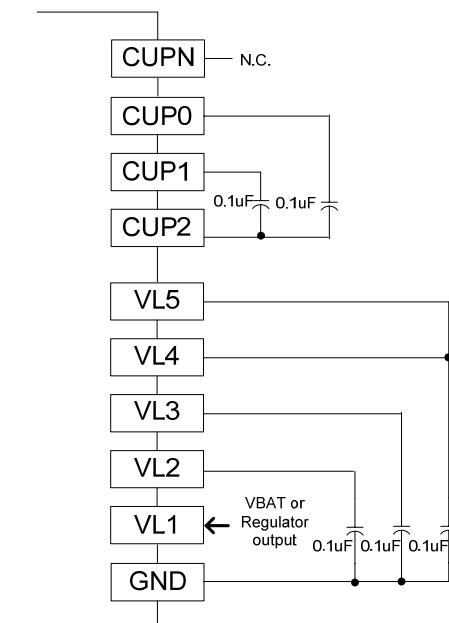 CUPN
N.C.
CUP0
CUP1
0.1uF 0.1uF
CUP2
VL5
VL4
VL3
VL2
VL1
VBAT or
Regulator
output
0.1uF 0.1uF 0.1uF
GND